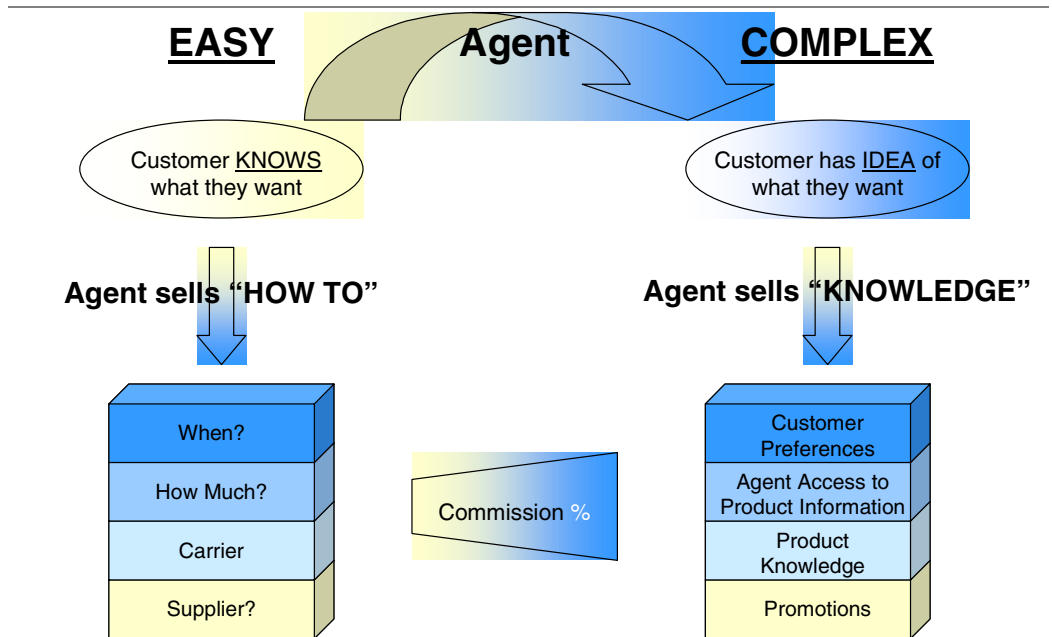 EASY
Agent
COMPLEX
Customer KNOWS
what they want
Customer has IDEA of
what they want
Agent sells “HOW TO”
Agent sells “KNOWLEDGE”
When?
How Much?
Carrier
Supplier?
Commission %
Customer
Preferences
Agent Access to
Product Information
Product
Knowledge
Promotions